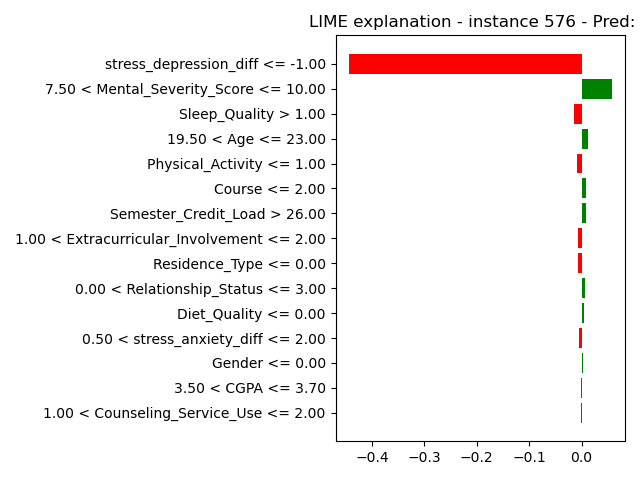 LIME explanation - instance 576 - Pred:
stress_depression_diff <= -1.00
7.50 < Mental_Severity_Score <= 10.00
Sleep_Quality > 1.00
19.50 < Age <= 23.00
Physical_Activity <= 1.00
Course <= 2.00
Semester_Credit_Load > 26.00
1.00 < Extracurricular_Involvement <= 2.00
Residence_Type <= 0.00
0.00 < Relationship_Status <= 3.00
Diet_Quality <= 0.00
0.50 < stress_anxiety_diff <= 2.00
Gender <= 0.00
3.50 < CGPA <= 3.70
1.00 < Counseling_Service_Use <= 2.00
−0.4 −0.3 −0.2 −0.1 0.0